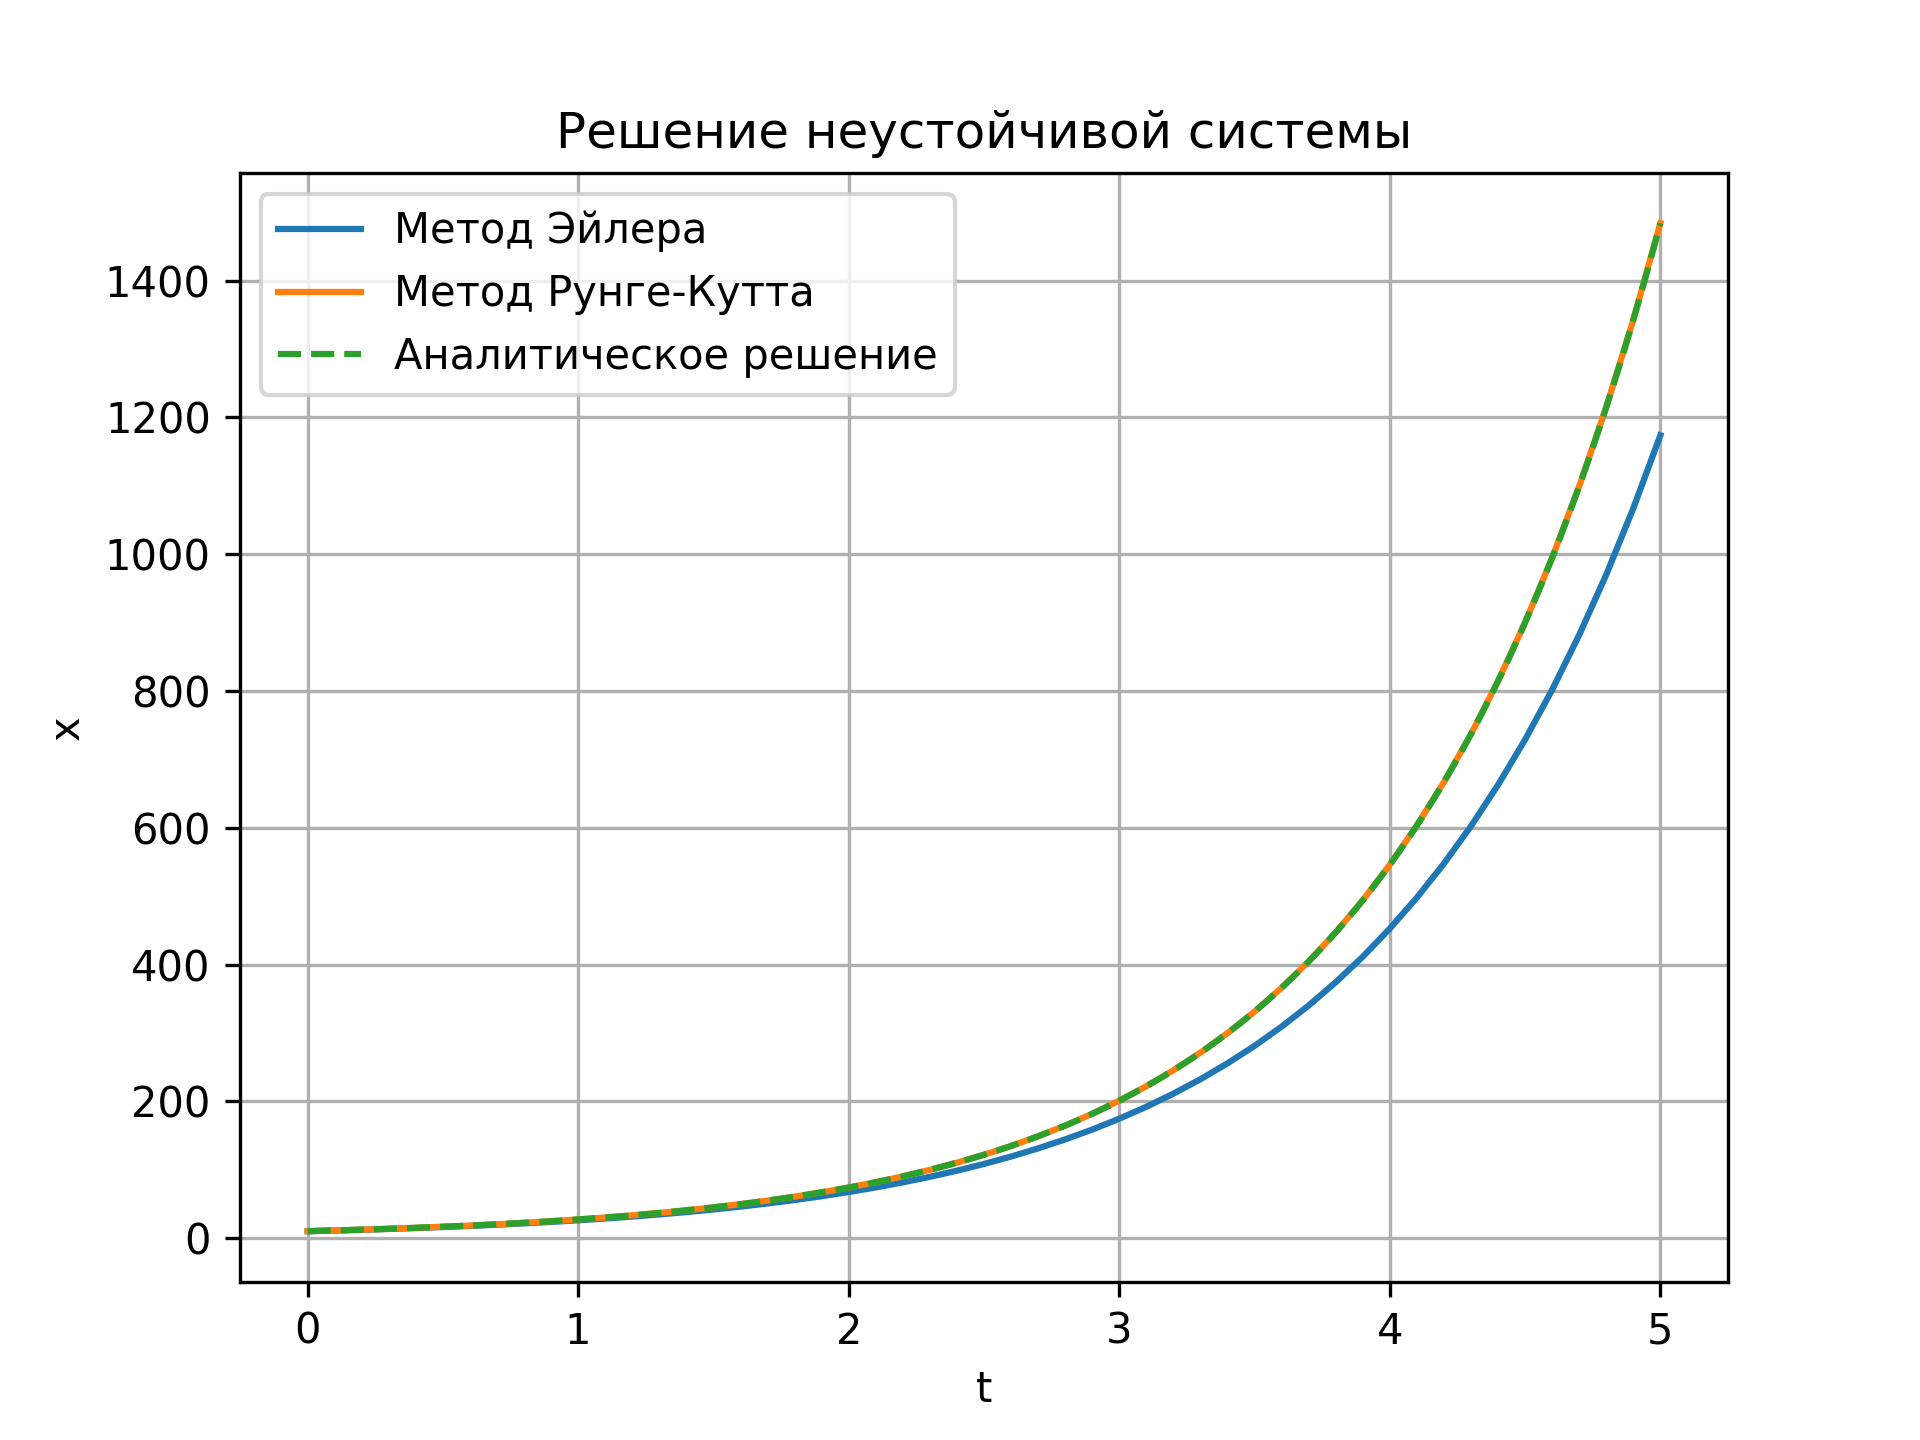 Решение неустойчивой системы
Метод Эйлера
Метод Рунге-Кутта
Аналитическое решение
1400
1200
1000
800
600
400
200
0
x
0 1 2 3 4 5
t